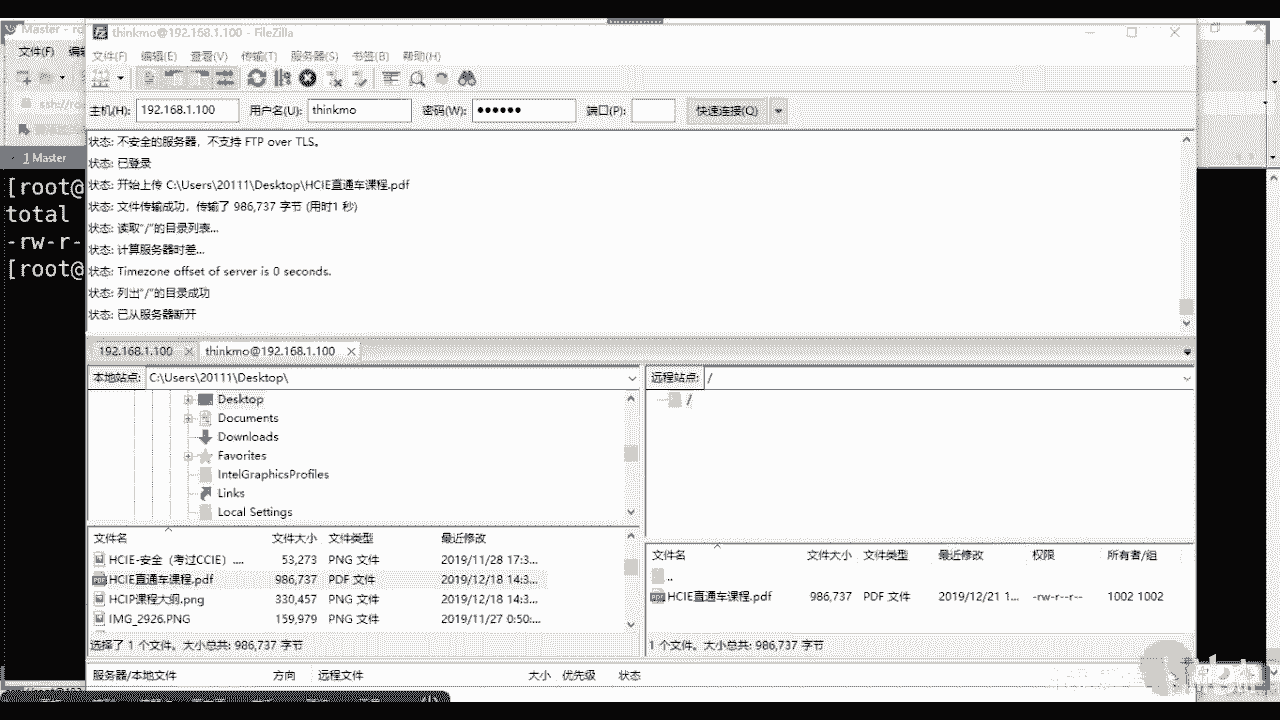 Master - ro
thinkmo@192.168.1.100 - FileZilla
文件(F) 编辑
文件(F) 编辑(E) 查看(V) 传输(T) 服务器(S) 书签(B) 帮助(H)
主机(H): 192.168.1.100 用户名(U): thinkmo 密码(W): ●●●●●● 端口(P): 快速连接(Q)
状态: 不安全的服务器，不支持 FTP over TLS。
1 Master
状态: 已登录
[root@
状态: 开始上传 C:\Users\20111\Desktop\HCIE直通车课程.pdf
total
状态: 文件传输成功，传输了 986,737 字节 (用时1 秒)
状态: 读取"/"的目录列表...
-rw-r-
状态: 计算服务器时差...
[root@
状态: Timezone offset of server is 0 seconds.
状态: 列出"/"的目录成功
状态: 已从服务器断开
192.168.1.100 thinkmo@192.168.1.100
本地站点: C:\Users\20111\Desktop\
远程站点: /
Desktop
/
Documents
Downloads
Favorites
IntelGraphicsProfiles
Links
Local Settings
文件名 文件大小 文件类型 最近修改
HCIE-安全（考过CCIE）.... 53,273 PNG 文件 2019/11/28 17:3...
HCIE直通车课程.pdf 986,737 PDF 文件 2019/12/18 14:3...
HCIP课程大纲.png 330,457 PNG 文件 2019/12/18 14:3...
IMG_2926.PNG 159,979 PNG 文件 2019/11/27 0:50:...
选择了 1 个文件。大小总共: 986,737 字节
文件名 文件大小 文件类型 最近修改 权限 所有者/组
..
HCIE直通车课程.pdf 986,737 PDF 文件 2019/12/21 1... -rw-r--r-- 1002 1002
1 个文件。大小总共: 986,737 字节
服务器/本地文件 方向 远程文件 大小 优先级 状态